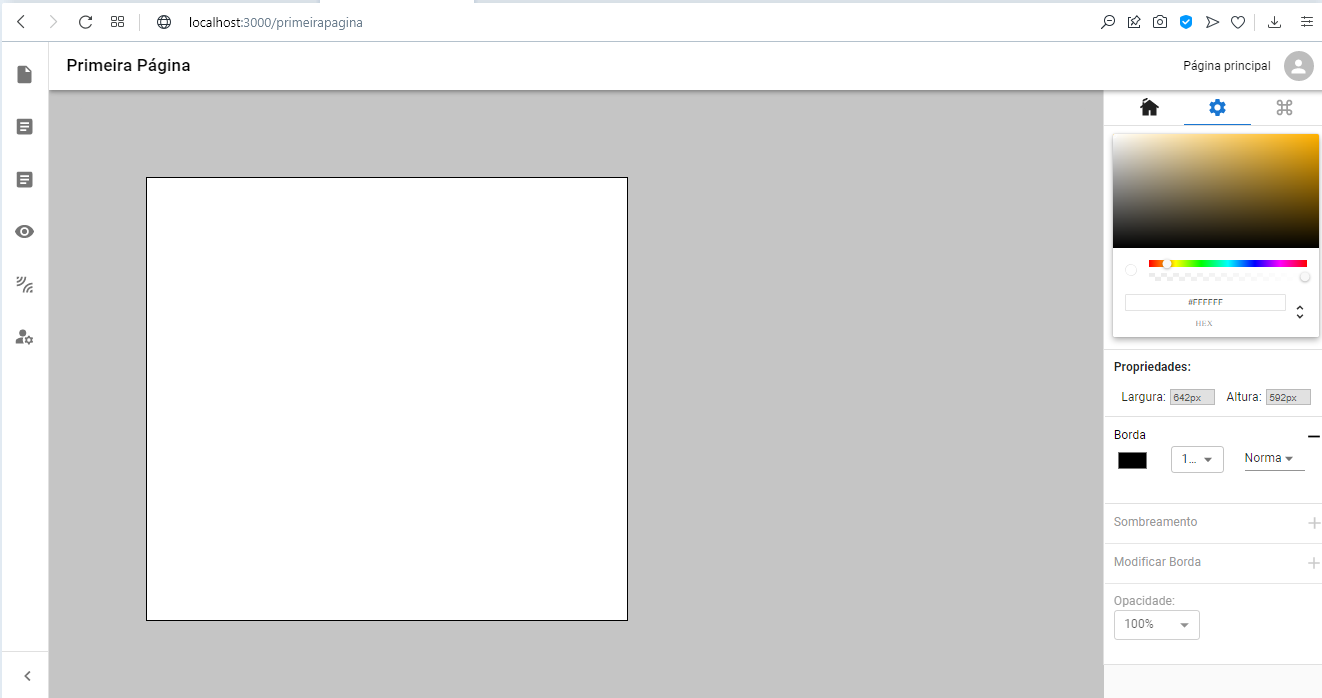 localhost:3000/primeirapagina
Primeira Página
Página principal
#FFFFFF
HEX
Propriedades:
Largura: 642px Altura: 592px
Borda
1... Norma
Sombreamento
Modificar Borda
Opacidade:
100%